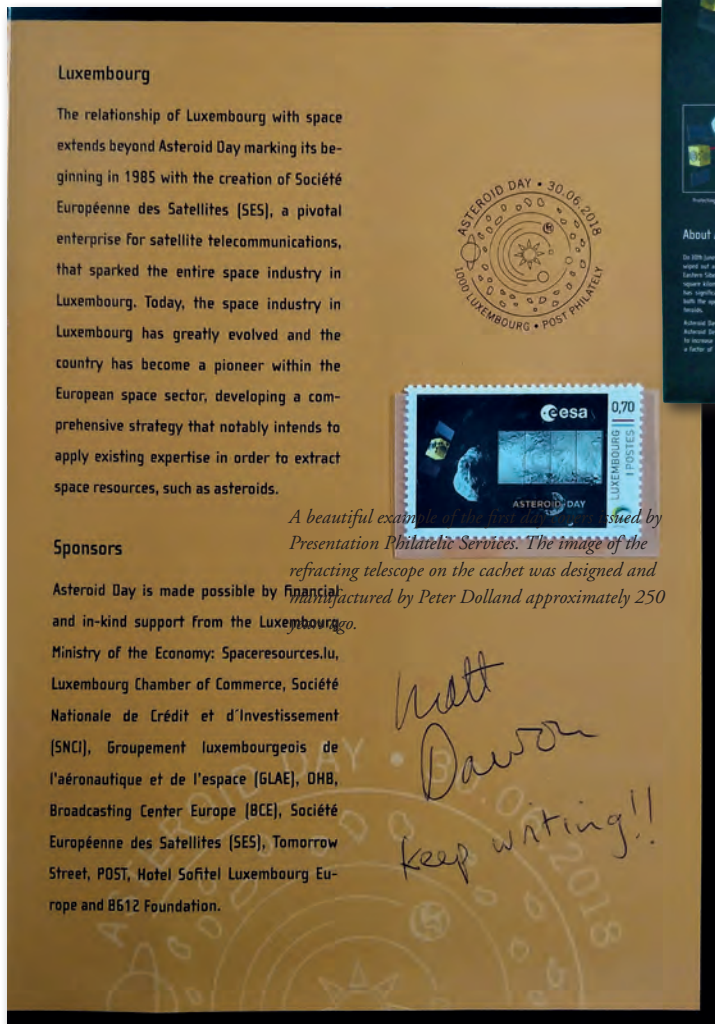 Luxembourg
The relationship of Luxembourg with space
extends beyond Asteroid Day marking its be-
ginning in 1985 with the creation of Société
Européenne des Satellites (SES), a pivotal
enterprise for satellite telecommunications,
that sparked the entire space industry in
Luxembourg. Today, the space industry in
Luxembourg has greatly evolved and the
country has become a pioneer within the
European space sector, developing a com-
prehensive strategy that notably intends to
apply existing expertise in order to extract
space resources, such as asteroids.
Sponsors
Asteroid Day is made possible by financial
and in-kind support from the Luxembourg
Ministry of the Economy: Spaceresources.lu,
Luxembourg Chamber of Commerce, Société
Nationale de Crédit et d'Investissement
(SNCI), Groupement luxembourgeois de
l'aéronautique et de l'espace (GLAE), OHB,
Broadcasting Center Europe (BCE), Société
Européenne des Satellites (SES), Tomorrow
Street, POST, Hotel Sofitel Luxembourg Eu-
rope and B612 Foundation.
ASTEROID DAY • 30.06.2018
1000 LUXEMBOURG • POST PHILATELY
esa
0,70
LUXEMBOURG
POSTES
ASTEROID DAY
A beautiful example of the first day covers issued by
Presentation Philatelic Services. The image of the
refracting telescope on the cachet was designed and
manufactured by Peter Dolland approximately 250
years ago.
Matt
Dawson
keep writing!!
ASTEROID DAY • 30.06.2018
About